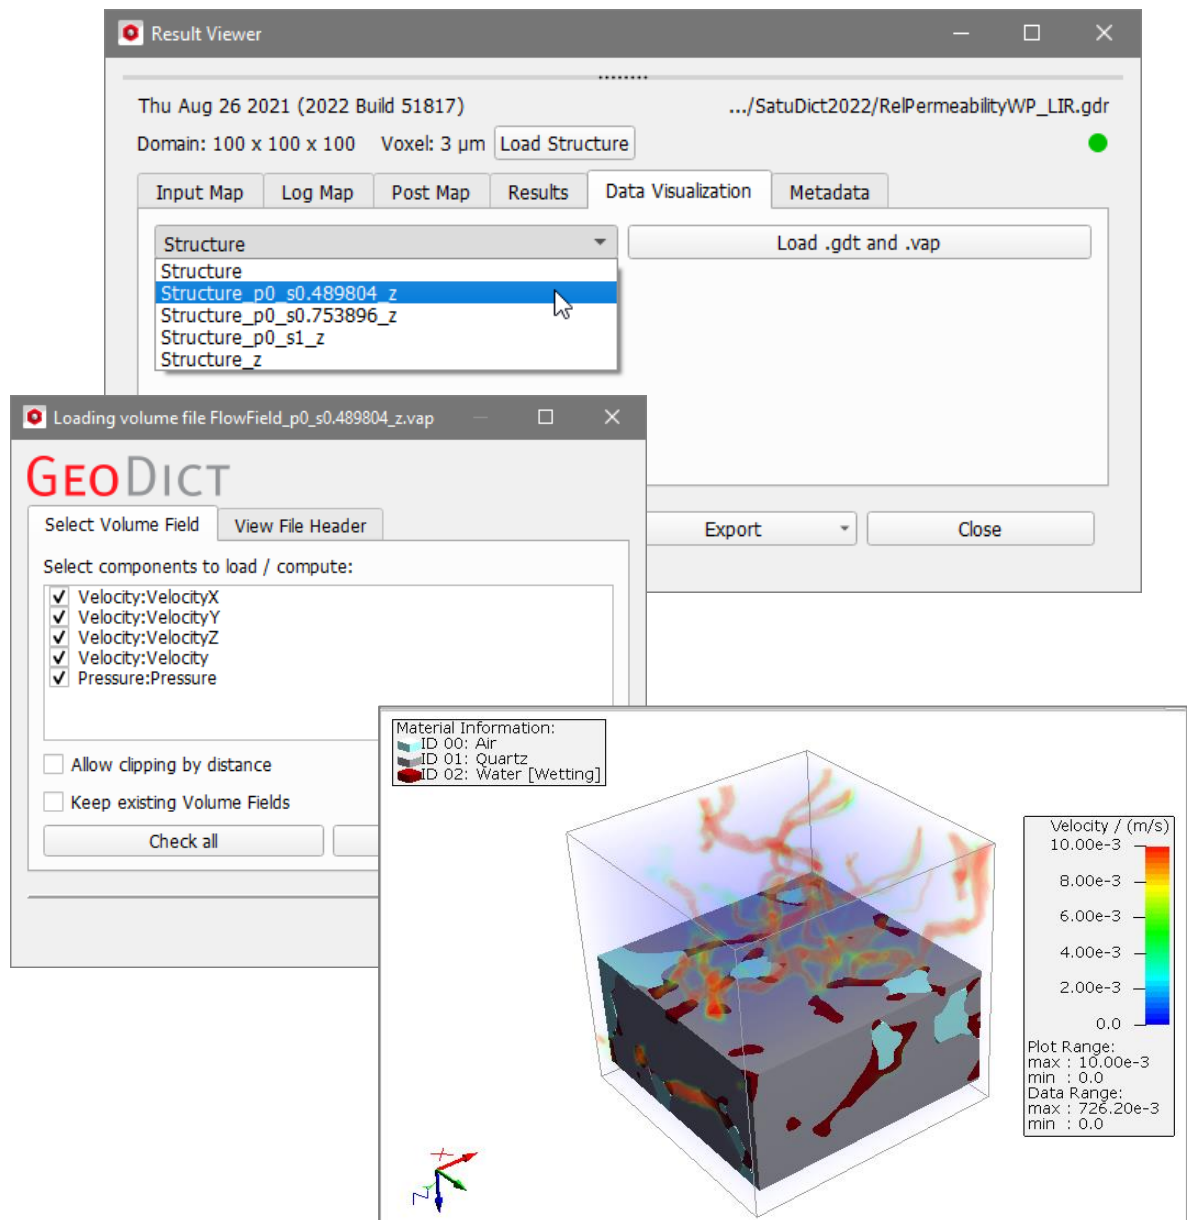 Result Viewer
Thu Aug 26 2021 (2022 Build 51817)
.../SatuDict2022/RelPermeabilityWP_LIR.gdr
Domain: 100 x 100 x 100 Voxel: 3 µm Load Structure
Input Map Log Map Post Map Results Data Visualization Metadata
Structure
Load .gdt and .vap
Structure
Structure_p0_s0.489804_z
Structure_p0_s0.753896_z
Structure_p0_s1_z
Structure_z
Export
Close
Loading volume file FlowField_p0_s0.489804_z.vap
GEODICT
Select Volume Field View File Header
Select components to load / compute:
Velocity:VelocityX
Velocity:VelocityY
Velocity:VelocityZ
Velocity:Velocity
Pressure:Pressure
Allow clipping by distance
Keep existing Volume Fields
Check all
Material Information:
ID 00: Air
ID 01: Quartz
ID 02: Water [Wetting]
Velocity / (m/s)
10.00e-3
8.00e-3
6.00e-3
4.00e-3
2.00e-3
0.0
Plot Range:
max : 10.00e-3
min : 0.0
Data Range:
max : 726.20e-3
min : 0.0
X
Y
Z